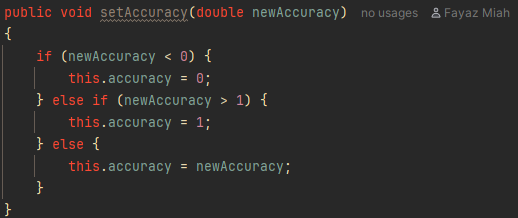 public void setAccuracy(double newAccuracy) no usages Fayaz Miah
{
    if (newAccuracy < 0) {
        this.accuracy = 0;
    } else if (newAccuracy > 1) {
        this.accuracy = 1;
    } else {
        this.accuracy = newAccuracy;
    }
}